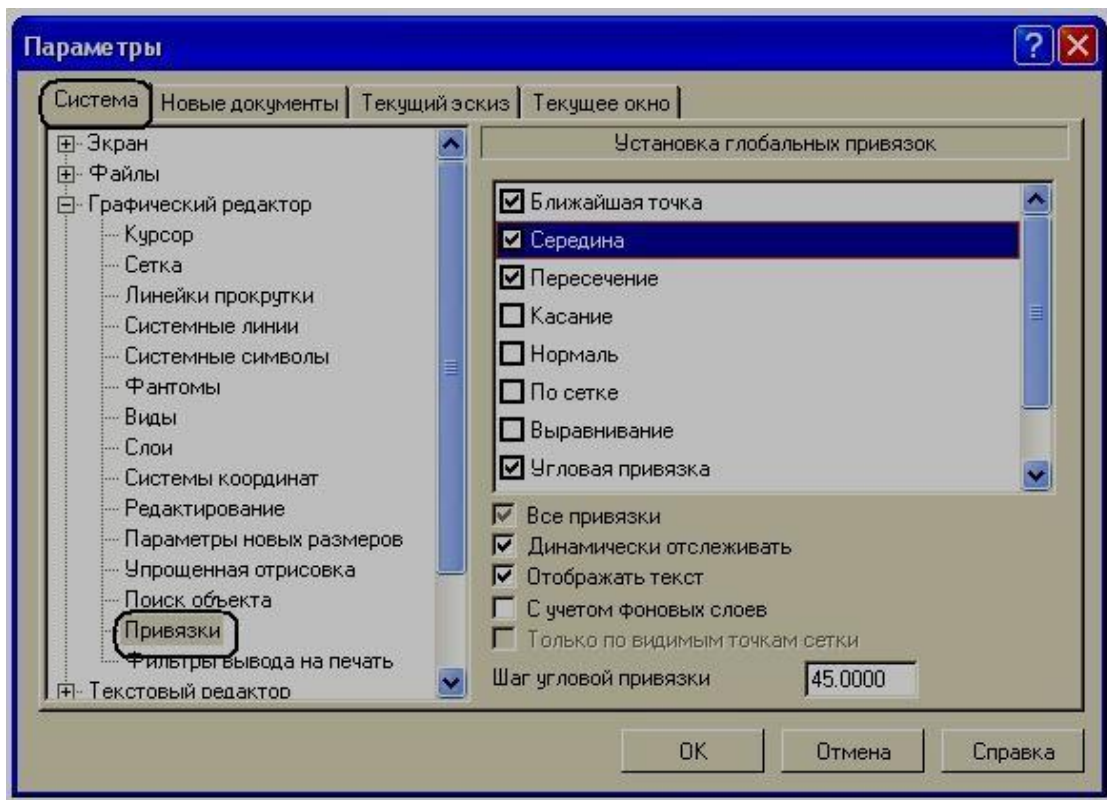 Параметры
Система Новые документы Текущий эскиз Текущее окно
Экран
Файлы
Графический редактор
Курсор
Сетка
Линейки прокрутки
Системные линии
Системные символы
Фантомы
Виды
Слои
Системы координат
Редактирование
Параметры новых размеров
Упрощенная отрисовка
Поиск объекта
Привязки
Фильтры вывода на печать
Текстовый редактор
Установка глобальных привязок
Ближайшая точка
Середина
Пересечение
Касание
Нормаль
По сетке
Выравнивание
Угловая привязка
Все привязки
Динамически отслеживать
Отображать текст
С учетом фоновых слоев
Только по видимым точкам сетки
Шаг угловой привязки 45.0000
OK Отмена Справка